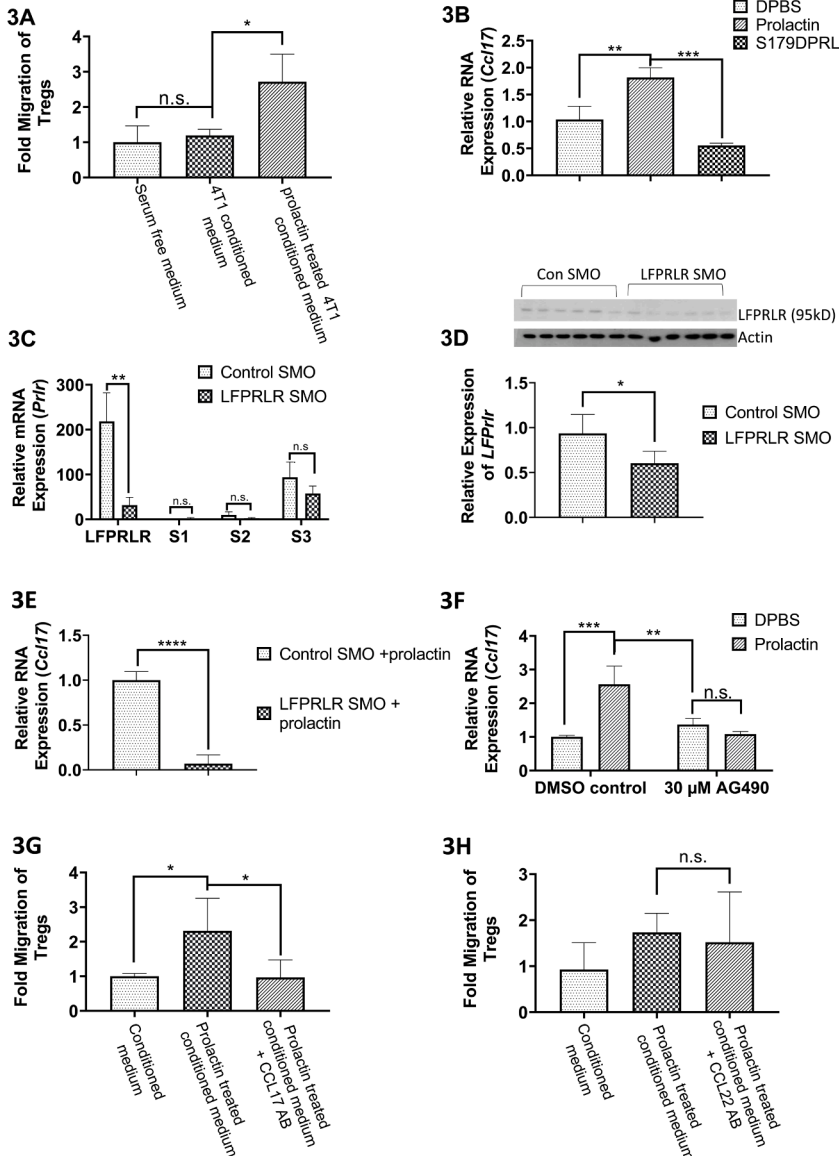 3A
*
n.s.
4
3
2
1
0
Fold Migration of
Tregs
Serum free medium
4T1 conditioned
medium
prolactin treated 4T1
conditioned medium
3B
DPBS
Prolactin
S179DPRL
**
***
2.5
2.0
1.5
1.0
0.5
0.0
Relative RNA
Expression (Ccl17)
3C
Control SMO
LFPRLR SMO
**
n.s.
n.s.
n.s
300
200
100
0
Relative mRNA
Expression (Prlr)
LFPRLR
S1
S2
S3
3D
Con SMO
LFPRLR SMO
LFPRLR (95kD)
Actin
*
1.5
1.0
0.5
0.0
Relative Expression
of LFPrlr
Control SMO
LFPRLR SMO
3E
****
1.5
1.0
0.5
0.0
Relative RNA
Expression (Ccl17)
Control SMO +prolactin
LFPRLR SMO +
prolactin
3F
DPBS
Prolactin
***
**
n.s.
4
3
2
1
0
Relative RNA
Expression (Ccl17)
DMSO control
30 µM AG490
3G
*
*
4
3
2
1
0
Fold Migration of
Tregs
Conditioned
medium
Prolactin treated
conditioned medium
Prolactin treated
conditioned medium
+ CCL17 AB
3H
n.s.
3
2
1
0
Fold Migration of
Tregs
Conditioned
medium
Prolactin treated
conditioned medium
Prolactin treated
conditioned medium
+ CCL22 AB